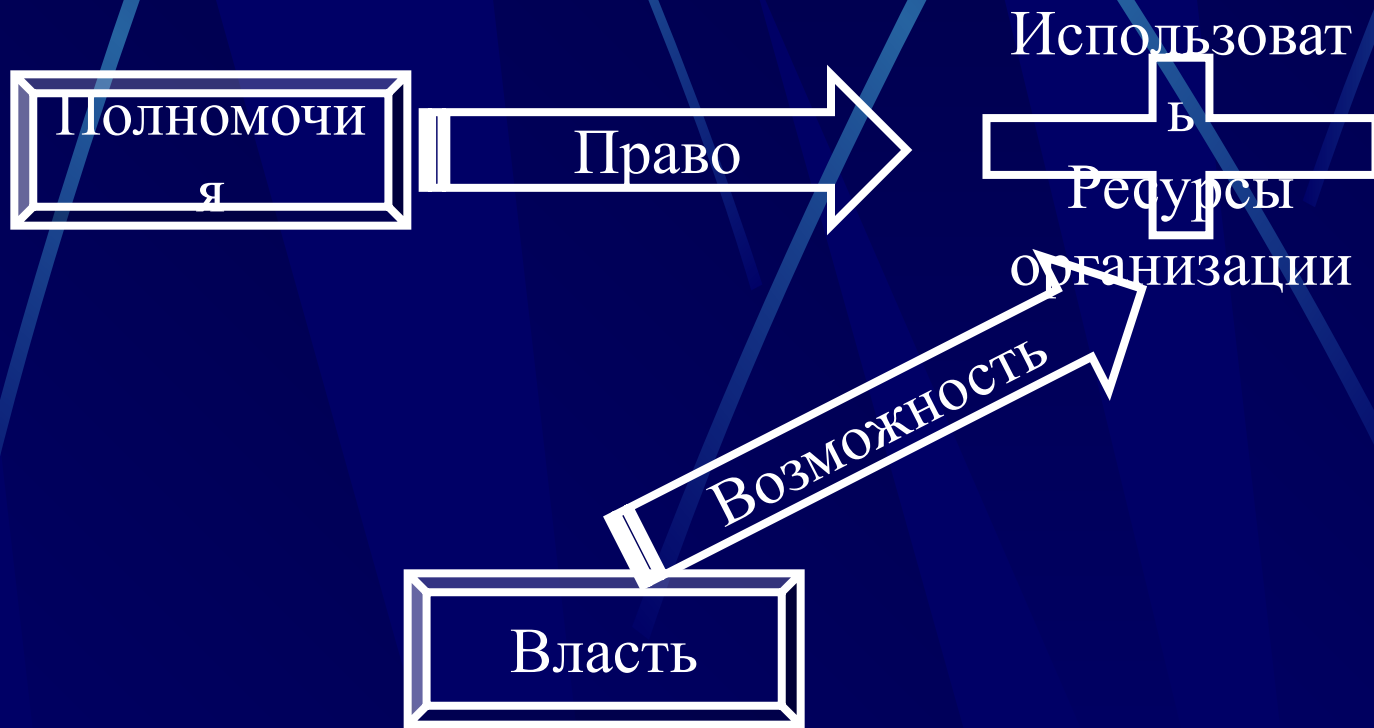 Полномочи
я
Право
Использоват
ь
Ресурсы
организации
Возможность
Власть